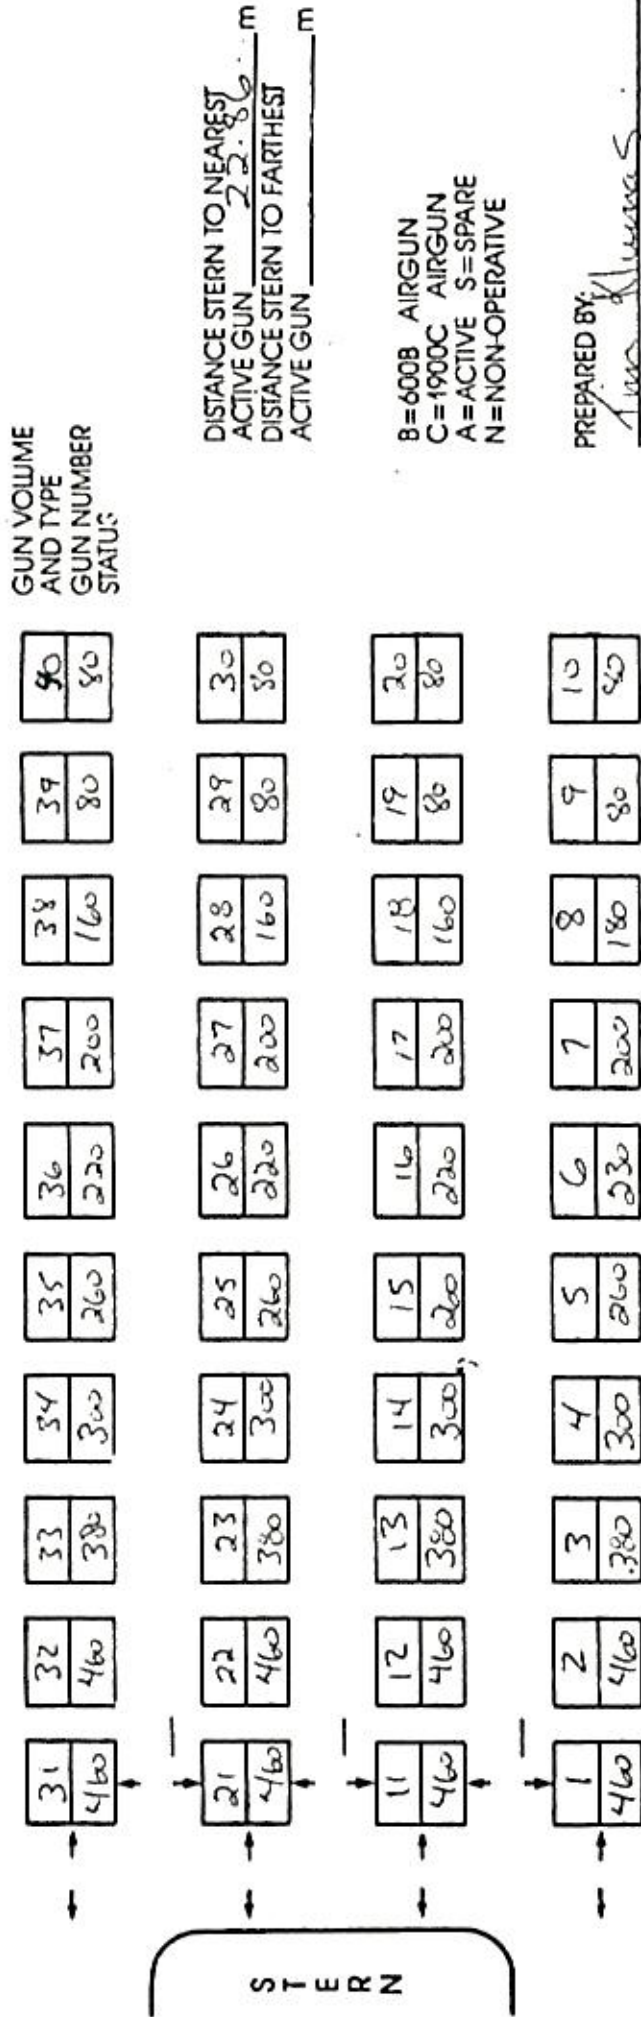 GUN VOLUME
AND TYPE
GUN NUMBER
STATUS
31 32 33 34 35 36 37 38 39 40
460 460 380 300 260 220 200 160 80 80
DISTANCE STERN TO NEAREST
ACTIVE GUN 22.86 m
DISTANCE STERN TO FARTHEST
ACTIVE GUN m
21 22 23 24 25 26 27 28 29 30
460 460 380 300 260 220 200 160 80 80
STERN
B=600B AIRGUN
C=1900C AIRGUN
A=ACTIVE S=SPARE
N=NON-OPERATIVE
11 12 13 14 15 16 17 18 19 20
460 460 380 300 260 220 200 160 80 80
PREPARED BY:
1 2 3 4 5 6 7 8 9 10
460 460 380 300 260 230 200 180 80 40